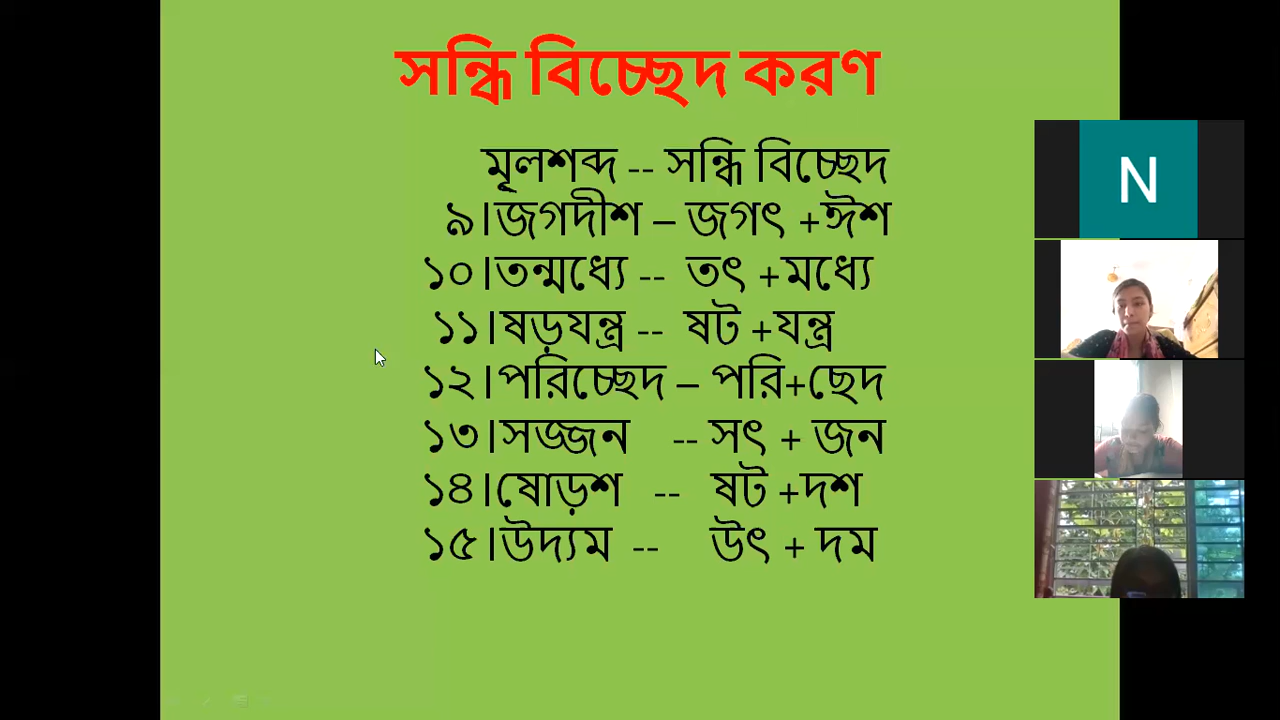 সন্ধি বিচ্ছেদ করণ
মূলশব্দ -- সন্ধি বিচ্ছেদ
৯।জগদীশ – জগৎ +ঈশ
১০।তন্মধ্যে -- তৎ +মধ্যে
১১।ষড়যন্ত্র -- ষট +যন্ত্র
১২।পরিচ্ছেদ – পরি+ছেদ
১৩।সজ্জন -- সৎ + জন
১৪।ষোড়শ -- ষট +দশ
১৫।উদ্যম -- উৎ + দম
N